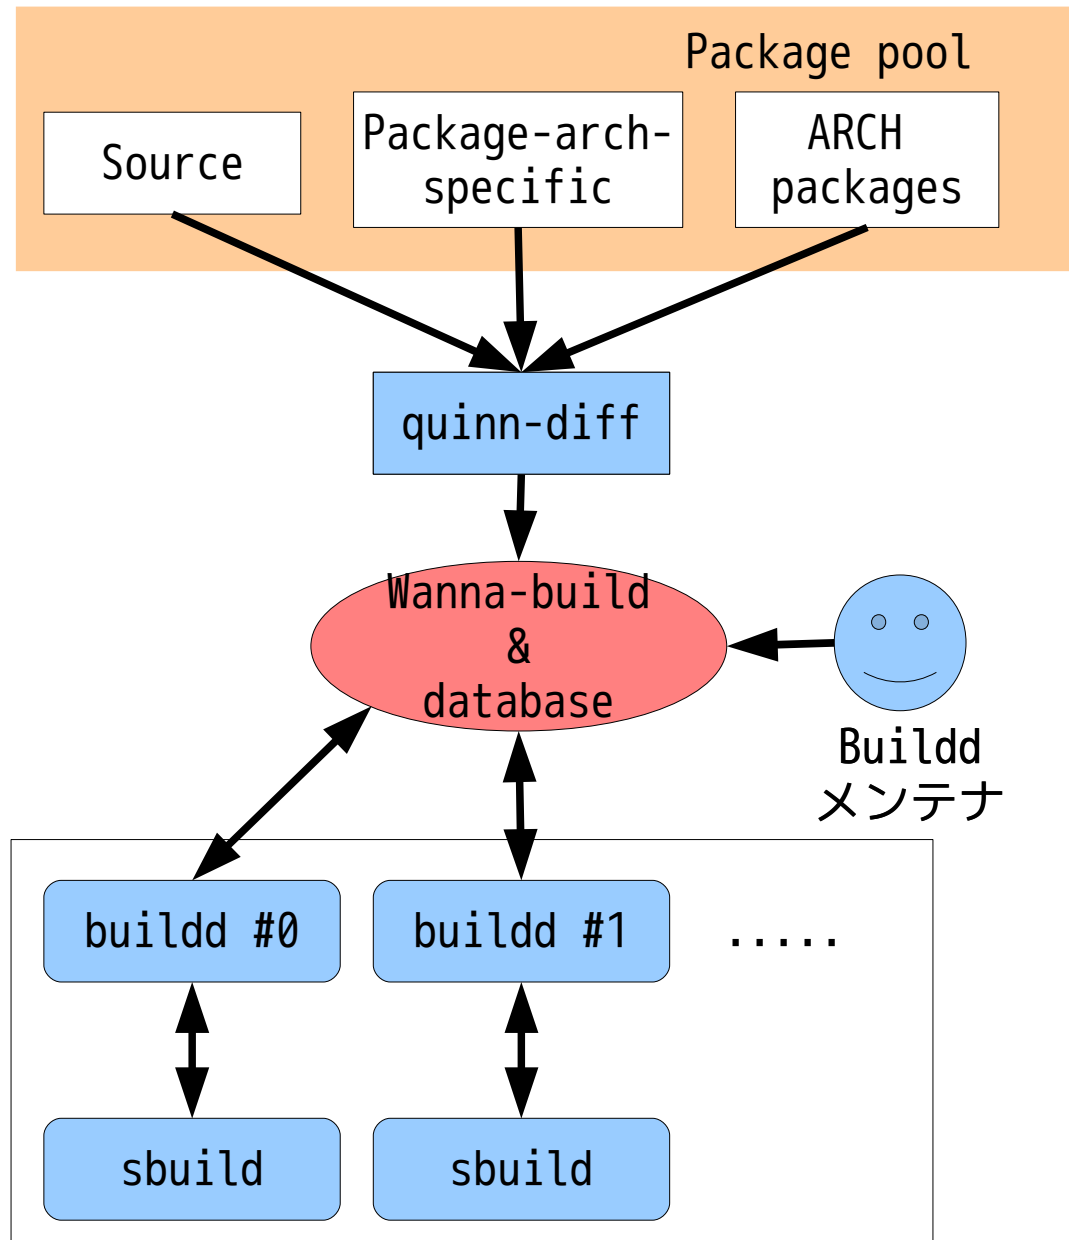 Package pool
Source
Package-arch-
specific
ARCH
packages
quinn-diff
Wanna-build
&
database
Buildd
メンテナ
buildd #0
buildd #1
.....
sbuild
sbuild